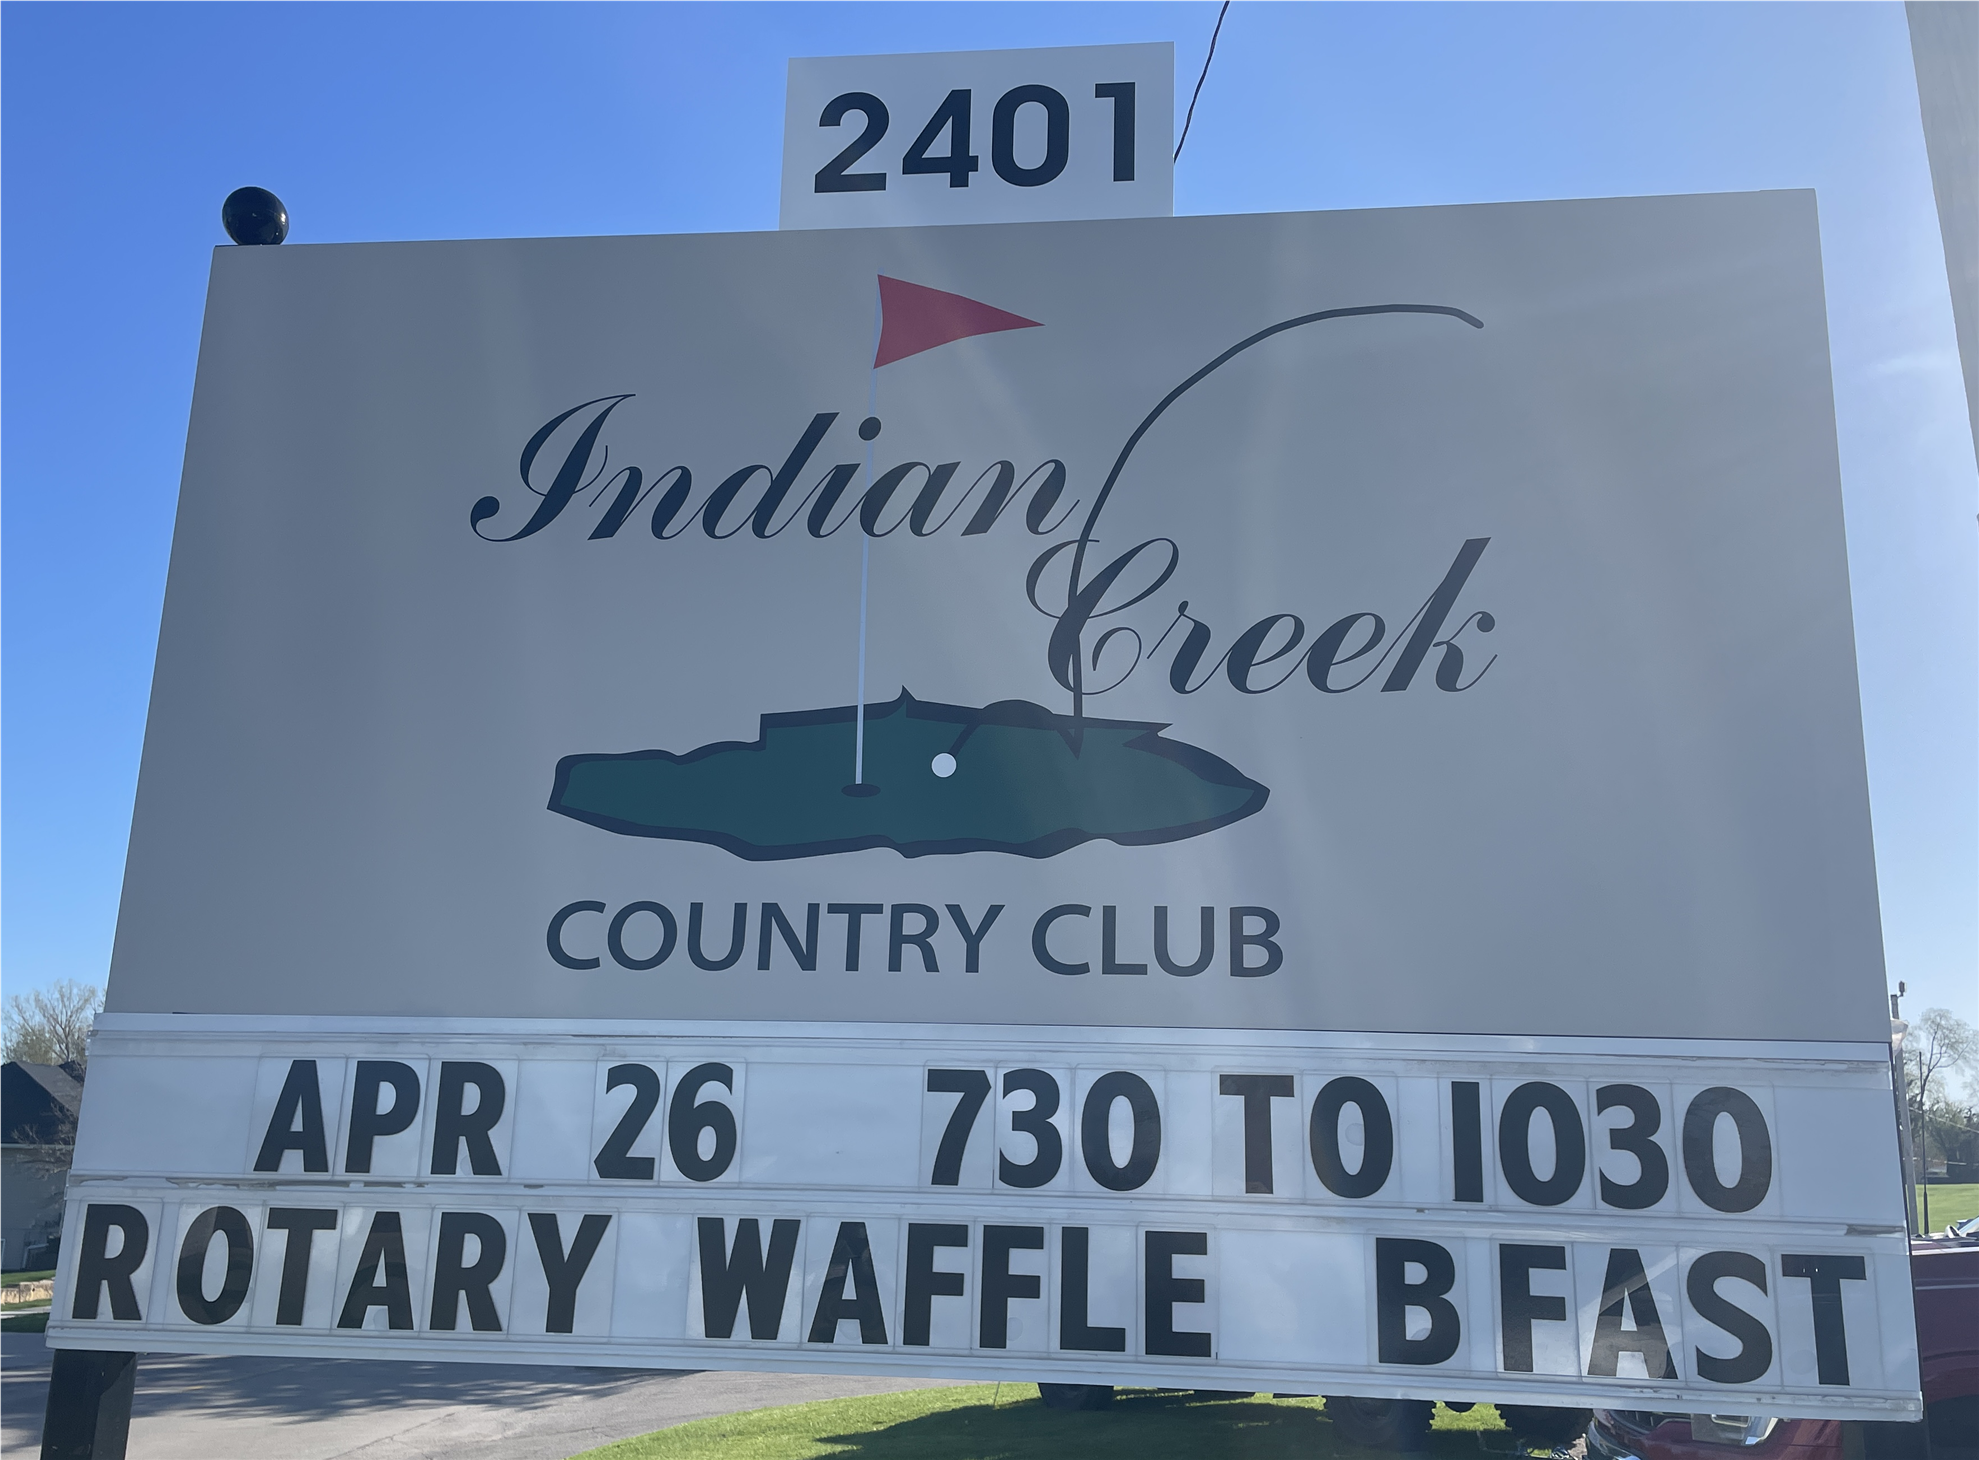 2401
Indian
Creek
COUNTRY CLUB
APR 26 730 TO 1030
ROTARY WAFFLE BFAST